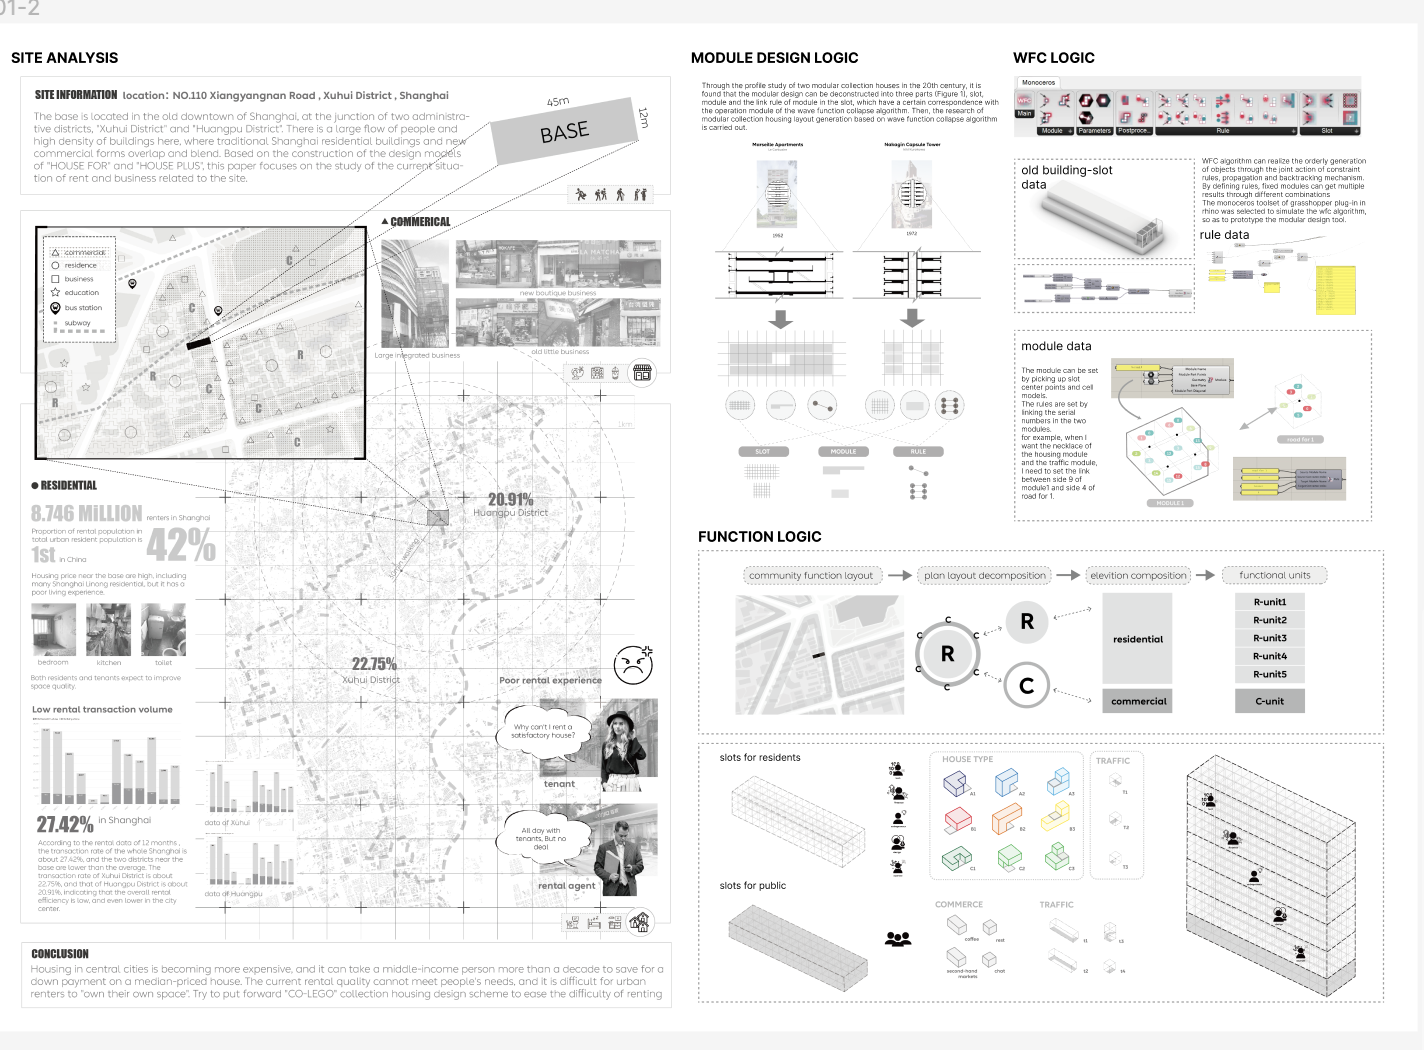 01-2
SITE ANALYSIS
SITE INFORMATION location: NO.110 Xiangyangnan Road , Xuhui District , Shanghai
The base is located in the old downtown of Shanghai, at the junction of two administra-
tive districts, "Xuhui District" and "Huangpu District". There is a large flow of people and
high density of buildings here, where traditional Shanghai residential buildings and new
commercial forms overlap and blend. Based on the construction of the design models
of "HOUSE FOR" and "HOUSE PLUS", this paper focuses on the study of the current situa-
tion of rent and business related to the site.
45m
12m
BASE
commercial
residence
business
education
bus station
subway
C
C
R
R
C
C
C
COMMERICAL
new boutique business
Large integrated business
old little business
1km
RESIDENTIAL
8.746 MiLLION renters in Shanghai
Proportion of rental population in
total urban resident population is
42%
1st in China
Housing price near the base are high, including
many Shanghai Linong residential, but it has a
poor living experience.
bedroom
kitchen
toilet
Both residents and tenants expect to improve
space quality.
Low rental transaction volume
27.42% in Shanghai
According to the rental data of 12 months ,
the transaction rate of the whole Shanghai is
about 27.42%, and the two districts near the
base are lower than the average. The
transaction rate of Xuhui District is about
22.75%, and that of Huangpu District is about
20.91%, indicating that the overall rental
efficiency is low, and even lower in the city
center.
data of Xuhui
data of Huangpu
20.91%
Huangpu District
22.75%
Xuhui District
Poor rental experience
Why can't I rent a
satisfactory house?
tenant
All day with
tenants, But no
deal
rental agent
CONCLUSION
Housing in central cities is becoming more expensive, and it can take a middle-income person more than a decade to save for a
down payment on a median-priced house. The current rental quality cannot meet people's needs, and it is difficult for urban
renters to "own their own space". Try to put forward "CO-LEGO" collection housing design scheme to ease the difficulty of renting
MODULE DESIGN LOGIC
Through the profile study of two modular collection houses in the 20th century, it is
found that the modular design can be deconstructed into three parts (Figure 1), slot,
module and the link rule of module in the slot, which have a certain correspondence with
the operation module of the wave function collapse algorithm. Then, the research of
modular collection housing layout generation based on wave function collapse algorithm
is carried out.
Marseille Apartments
Nakagin Capsule Tower
1952
1972
SLOT
MODULE
RULE
WFC LOGIC
Monoceros
Main
Module
Parameters
Postproce...
Rule
Slot
old building-slot
data
WFC algorithm can realize the orderly generation
of objects through the joint action of constraint
rules, propagation and backtracking mechanism.
By defining rules, fixed modules can get multiple
results through different combinations
The monoceros toolset of grasshopper plug-in in
rhino was selected to simulate the wfc algorithm,
so as to prototype the modular design tool.
rule data
module data
The module can be set
by picking up slot
center points and cell
models.
The rules are set by
linking the serial
numbers in the two
modules.
for example, when I
want the necklace of
the housing module
and the traffic module,
I need to set the link
between side 9 of
module1 and side 4 of
road for 1.
MODULE 1
road for 1
FUNCTION LOGIC
community function layout
plan layout decomposition
elevition composition
functional units
C
C
C
C
C
C
R
R
C
residential
commercial
R-unit1
R-unit2
R-unit3
R-unit4
R-unit5
C-unit
slots for residents
HOUSE TYPE
A1
A2
A3
B1
B2
B3
C1
C2
C3
TRAFFIC
T1
T2
T3
slots for public
COMMERCE
coffee
rest
second-hand
markets
chat
TRAFFIC
t1
t3
t2
t4